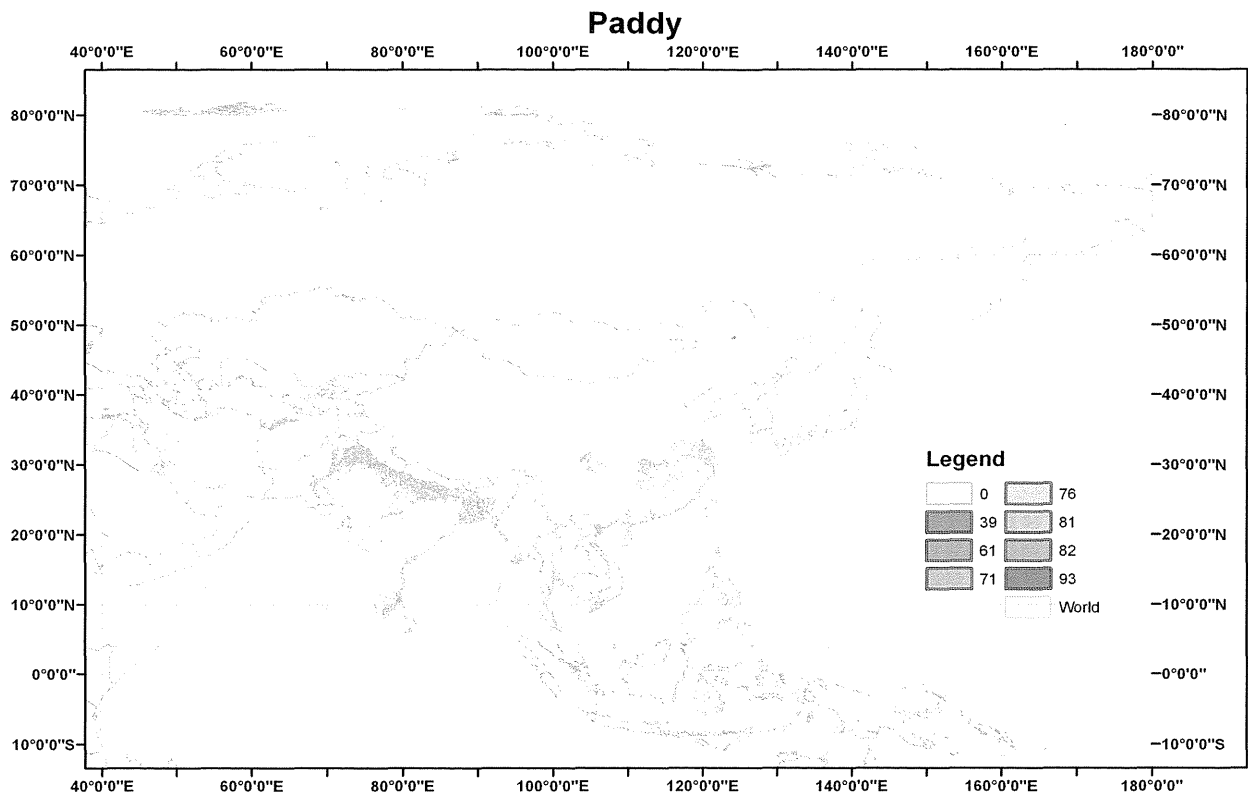 Paddy
40°0'0"E 60°0'0"E 80°0'0"E 100°0'0"E 120°0'0"E 140°0'0"E 160°0'0"E 180°0'0"
80°0'0"N 80°0'0"N
70°0'0"N 70°0'0"N
60°0'0"N 60°0'0"N
50°0'0"N 50°0'0"N
40°0'0"N 40°0'0"N
30°0'0"N 30°0'0"N
20°0'0"N 20°0'0"N
10°0'0"N 10°0'0"N
0°0'0" 0°0'0"
10°0'0"S 10°0'0"S
Legend
0 76
39 81
61 82
71 93
World
40°0'0"E 60°0'0"E 80°0'0"E 100°0'0"E 120°0'0"E 140°0'0"E 160°0'0"E 180°0'0"